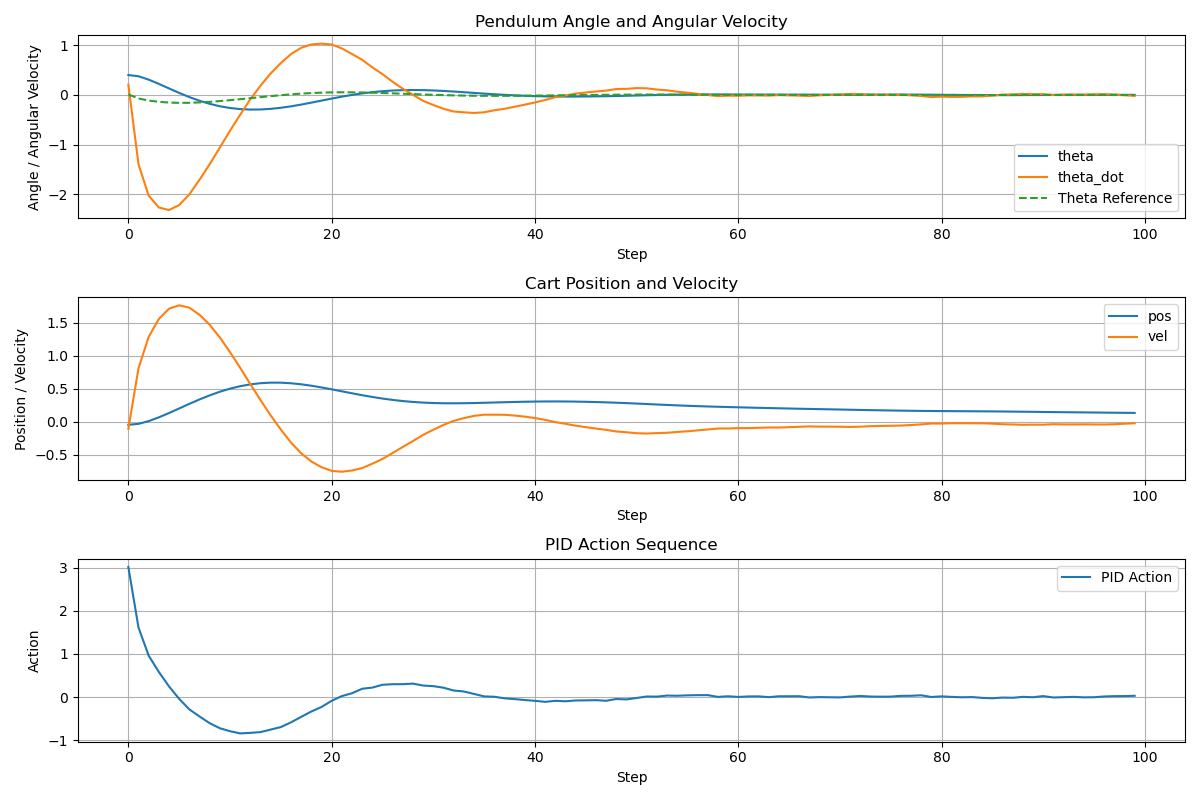 Pendulum Angle and Angular Velocity
Angle / Angular Velocity
1
0
−1
−2
theta
theta_dot
Theta Reference
0 20 40 60 80 100
Step
Cart Position and Velocity
Position / Velocity
1.5
1.0
0.5
0.0
−0.5
pos
vel
0 20 40 60 80 100
Step
PID Action Sequence
Action
3
2
1
0
−1
PID Action
0 20 40 60 80 100
Step